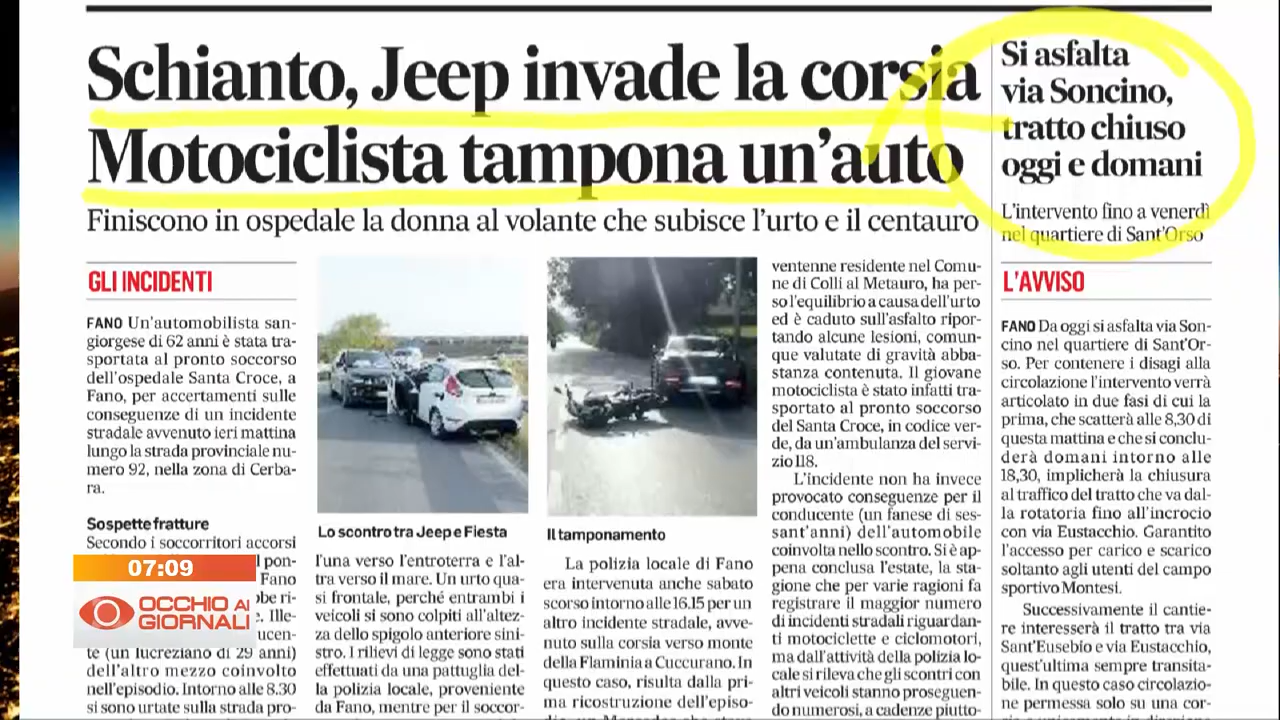 Schianto, Jeep invade la corsia
Motociclista tampona un'auto
Finiscono in ospedale la donna al volante che subisce l'urto e il centauro
GLI INCIDENTI
FANO Un'automobilista san-
giorgese di 62 anni è stata tra-
sportata al pronto soccorso
dell'ospedale Santa Croce, a
Fano, per accertamenti sulle
conseguenze di un incidente
stradale avvenuto ieri mattina
lungo la strada provinciale nu-
mero 92, nella zona di Cerba-
ra.
Sospette fratture
Secondo i soccorritori accorsi
l pon-
Fano
be ri-
e. Ille-
ucen-
te (un lucreziano di 29 anni)
dell'altro mezzo coinvolto
nell'episodio. Intorno alle 8.30
si sono urtate sulla strada pro-
Lo scontro tra Jeep e Fiesta
l'una verso l'entroterra e l'al-
tra verso il mare. Un urto qua-
si frontale, perché entrambi i
veicoli si sono colpiti all'altez-
za dello spigolo anteriore sini-
stro. I rilievi di legge sono stati
effettuati da una pattuglia del-
la polizia locale, proveniente
da Fano, mentre per il soccor-
Il tamponamento
La polizia locale di Fano
era intervenuta anche sabato
scorso intorno alle 16.15 per un
altro incidente stradale, avve-
nuto sulla corsia verso monte
della Flaminia a Cuccurano. In
questo caso, risulta dalla pri-
ma ricostruzione dell'episo-
dio, un Mercedes che stava
ventenne residente nel Comu-
ne di Colli al Metauro, ha per-
so l'equilibrio a causa dell'urto
ed è caduto sull'asfalto ripor-
tando alcune lesioni, comun-
que valutate di gravità abba-
stanza contenuta. Il giovane
motociclista è stato infatti tra-
sportato al pronto soccorso
del Santa Croce, in codice ver-
de, da un'ambulanza del servi-
zio 118.
L'incidente non ha invece
provocato conseguenze per il
conducente (un fanese di ses-
sant'anni) dell'automobile
coinvolta nello scontro. Si è ap-
pena conclusa l'estate, la sta-
gione che per varie ragioni fa
registrare il maggior numero
di incidenti stradali riguardan-
ti motociclette e ciclomotori,
ma dall'attività della polizia lo-
cale si rileva che gli scontri con
altri veicoli stanno proseguen-
do numerosi, a cadenze piutto-
Si asfalta
via Soncino,
tratto chiuso
oggi e domani
L'intervento fino a venerdì
nel quartiere di Sant'Orso
L'AVVISO
FANO Da oggi si asfalta via Son-
cino nel quartiere di Sant'Or-
so. Per contenere i disagi alla
circolazione l'intervento verrà
articolato in due fasi di cui la
prima, che scatterà alle 8,30 di
questa mattina e che si conclu-
derà domani intorno alle
18,30, implicherà la chiusura
al traffico del tratto che va dal-
la rotatoria fino all'incrocio
con via Eustacchio. Garantito
l'accesso per carico e scarico
soltanto agli utenti del campo
sportivo Montesi.
Successivamente il cantie-
re interesserà il tratto tra via
Sant'Eusebio e via Eustacchio,
quest'ultima sempre transita-
bile. In questo caso circolazio-
ne permessa solo su una cor-
07:09
OCCHIO AI
GIORNALI